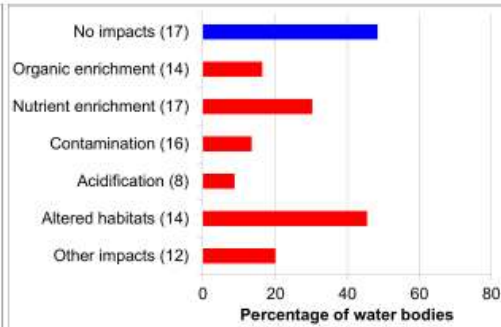 No impacts (17)
Organic enrichment (14)
Nutrient enrichment (17)
Contamination (16)
Acidification (8)
Altered habitats (14)
Other impacts (12)
0 20 40 60 80
Percentage of water bodies